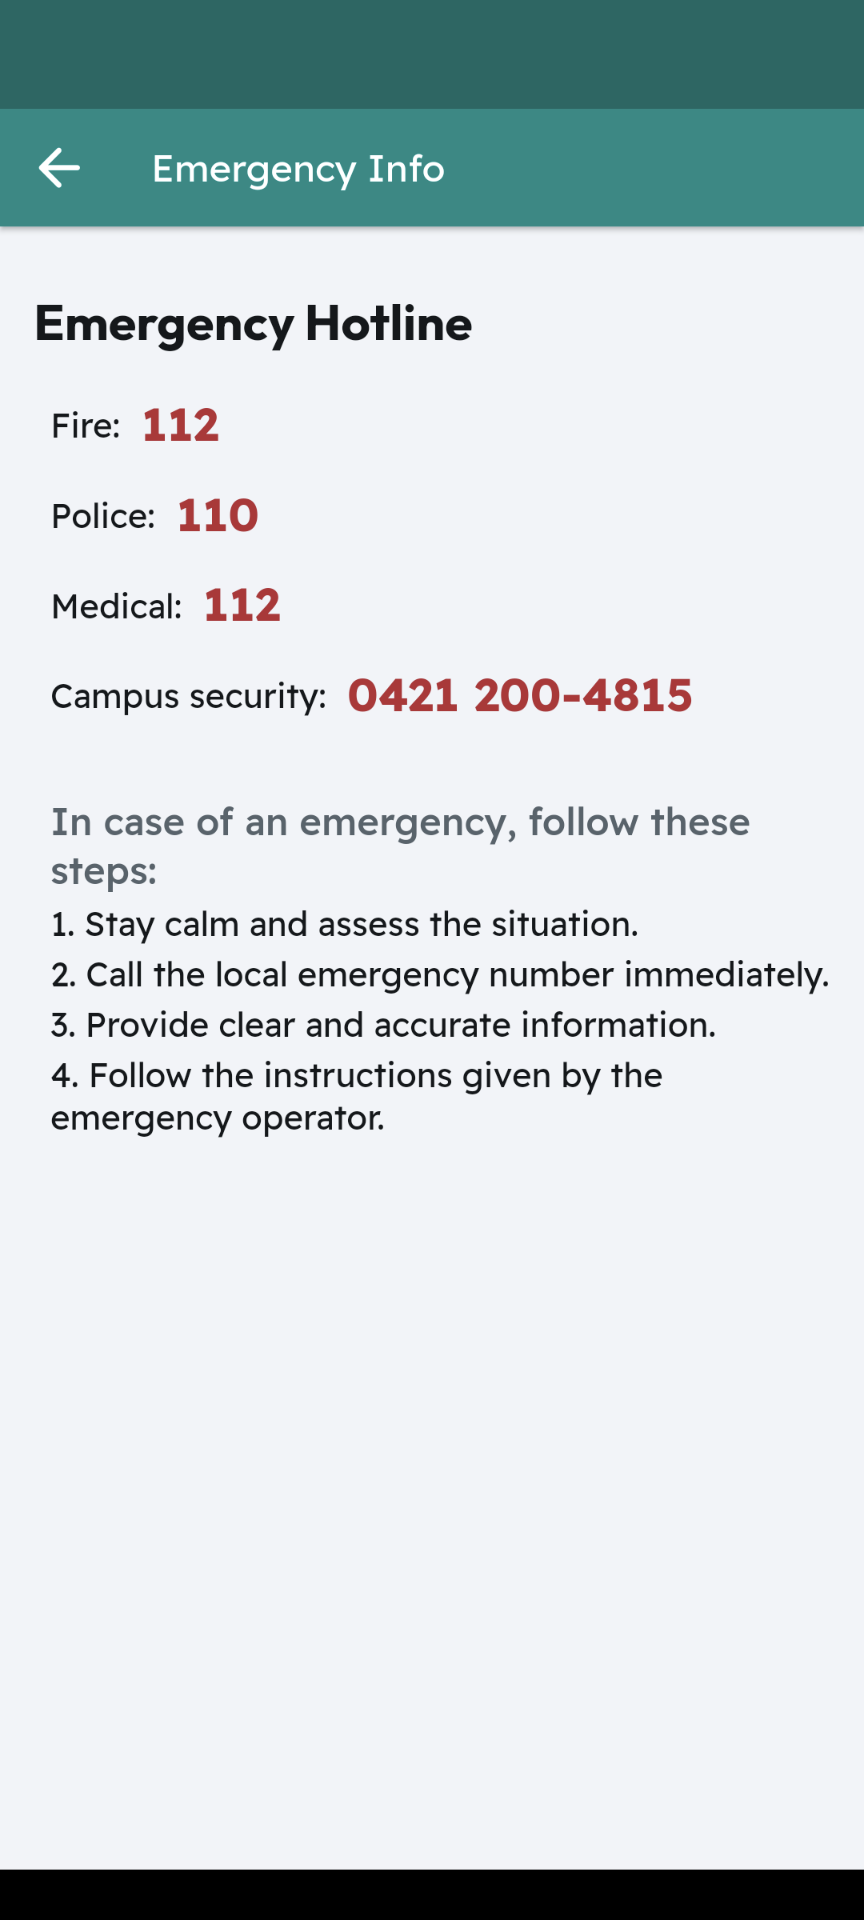 Emergency Info
Emergency Hotline
Fire: 112
Police: 110
Medical: 112
Campus security: 0421 200-4815
In case of an emergency, follow these
steps:
1. Stay calm and assess the situation.
2. Call the local emergency number immediately.
3. Provide clear and accurate information.
4. Follow the instructions given by the
emergency operator.